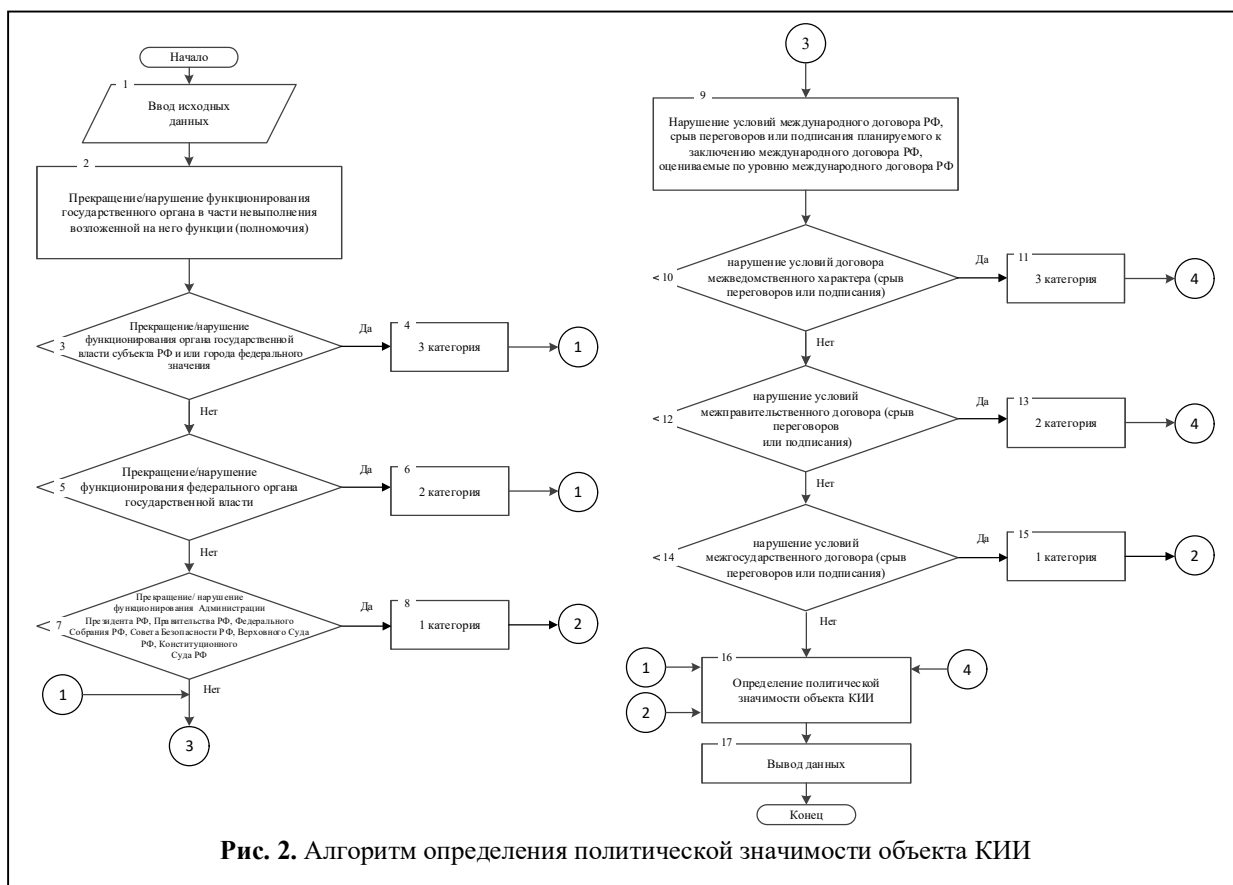 Начало
1
Ввод исходных
данных
2
Прекращение/нарушение функционирования
государственного органа в части невыполнения
возложенной на него функции (полномочия)
3
Прекращение/нарушение
функционирования органа государственной
власти субъекта РФ и или города федерального
значения
Да
4
3 категория
1
Нет
5
Прекращение/нарушение
функционирования федерального органа
государственной власти
Да
6
2 категория
1
Нет
7
Прекращение/ нарушение
функционирования Администрации
Президента РФ, Правительства РФ, Федерального
Собрания РФ, Совета Безопасности РФ, Верховного Суда
РФ, Конституционного
Суда РФ
Да
8
1 категория
2
Нет
1
3
3
9
Нарушение условий международного договора РФ,
срыв переговоров или подписания планируемого к
заключению международного договора РФ,
оцениваемые по уровню международного договора РФ
10
нарушение условий договора
межведомственного характера (срыв
переговоров или подписания)
Да
11
3 категория
4
Нет
12
нарушение условий
межправительственного договора (срыв
переговоров
или подписания)
Да
13
2 категория
4
Нет
14
нарушение условий
межгосударственного договора (срыв
переговоров или подписания)
Да
15
1 категория
2
Нет
1
2
16
Определение политической
значимости объекта КИИ
4
17
Вывод данных
Конец
Рис. 2. Алгоритм определения политической значимости объекта КИИ